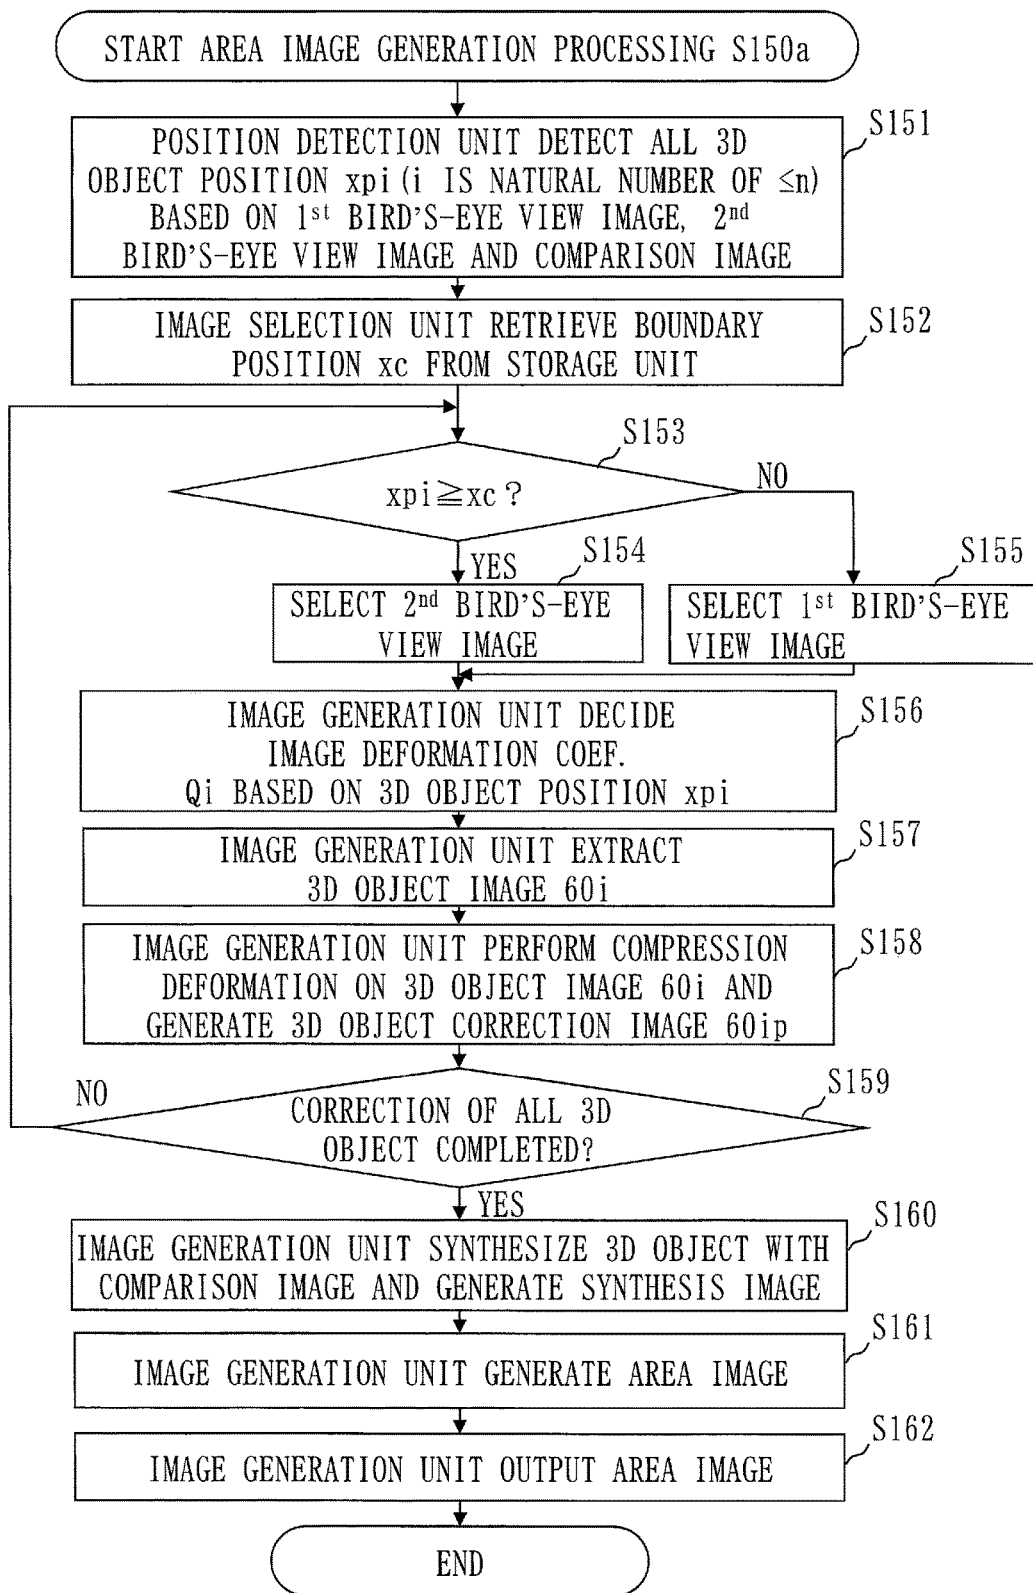 START AREA IMAGE GENERATION PROCESSING S150a
S151
POSITION DETECTION UNIT DETECT ALL 3D
OBJECT POSITION xpi (i IS NATURAL NUMBER OF ≤n)
BASED ON 1st BIRD'S-EYE VIEW IMAGE, 2nd
BIRD'S-EYE VIEW IMAGE AND COMPARISON IMAGE
S152
IMAGE SELECTION UNIT RETRIEVE BOUNDARY
POSITION xc FROM STORAGE UNIT
S153
xpi≧xc?
NO
YES
S154
SELECT 2nd BIRD'S-EYE
VIEW IMAGE
S155
SELECT 1st BIRD'S-EYE
VIEW IMAGE
S156
IMAGE GENERATION UNIT DECIDE
IMAGE DEFORMATION COEF.
Qi BASED ON 3D OBJECT POSITION xpi
S157
IMAGE GENERATION UNIT EXTRACT
3D OBJECT IMAGE 60i
S158
IMAGE GENERATION UNIT PERFORM COMPRESSION
DEFORMATION ON 3D OBJECT IMAGE 60i AND
GENERATE 3D OBJECT CORRECTION IMAGE 60ip
S159
NO
CORRECTION OF ALL 3D
OBJECT COMPLETED?
YES
S160
IMAGE GENERATION UNIT SYNTHESIZE 3D OBJECT WITH
COMPARISON IMAGE AND GENERATE SYNTHESIS IMAGE
S161
IMAGE GENERATION UNIT GENERATE AREA IMAGE
S162
IMAGE GENERATION UNIT OUTPUT AREA IMAGE
END